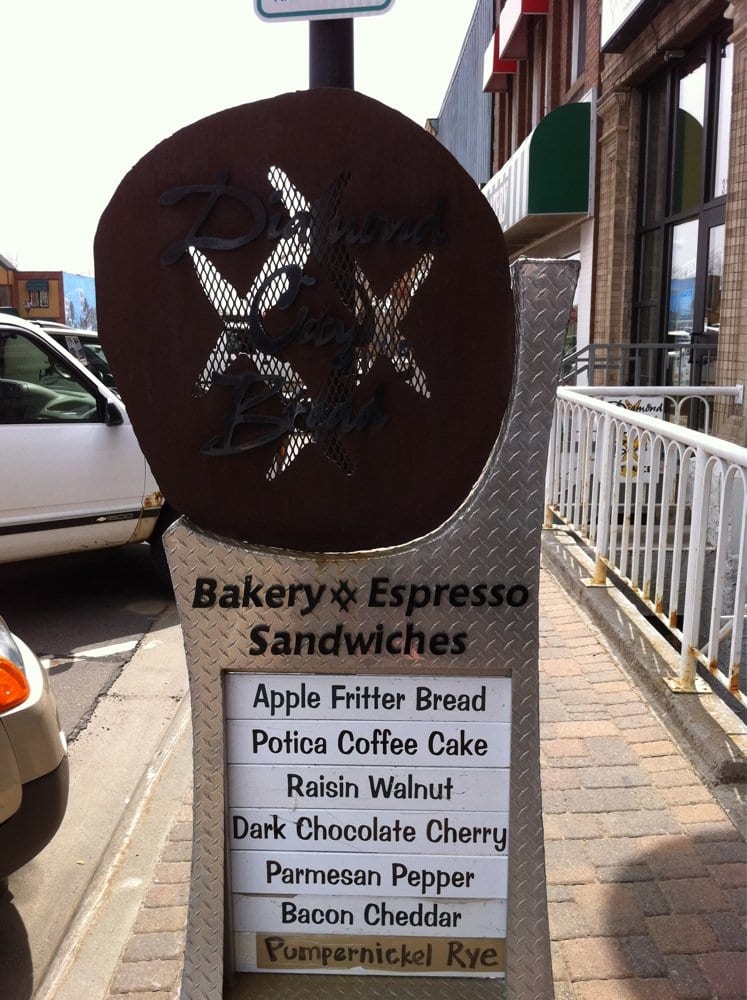 Diamond
City
Bread
Bakery Espresso
Sandwiches
Apple Fritter Bread
Potica Coffee Cake
Raisin Walnut
Dark Chocolate Cherry
Parmesan Pepper
Bacon Cheddar
Pumpernickel Rye
Diamond